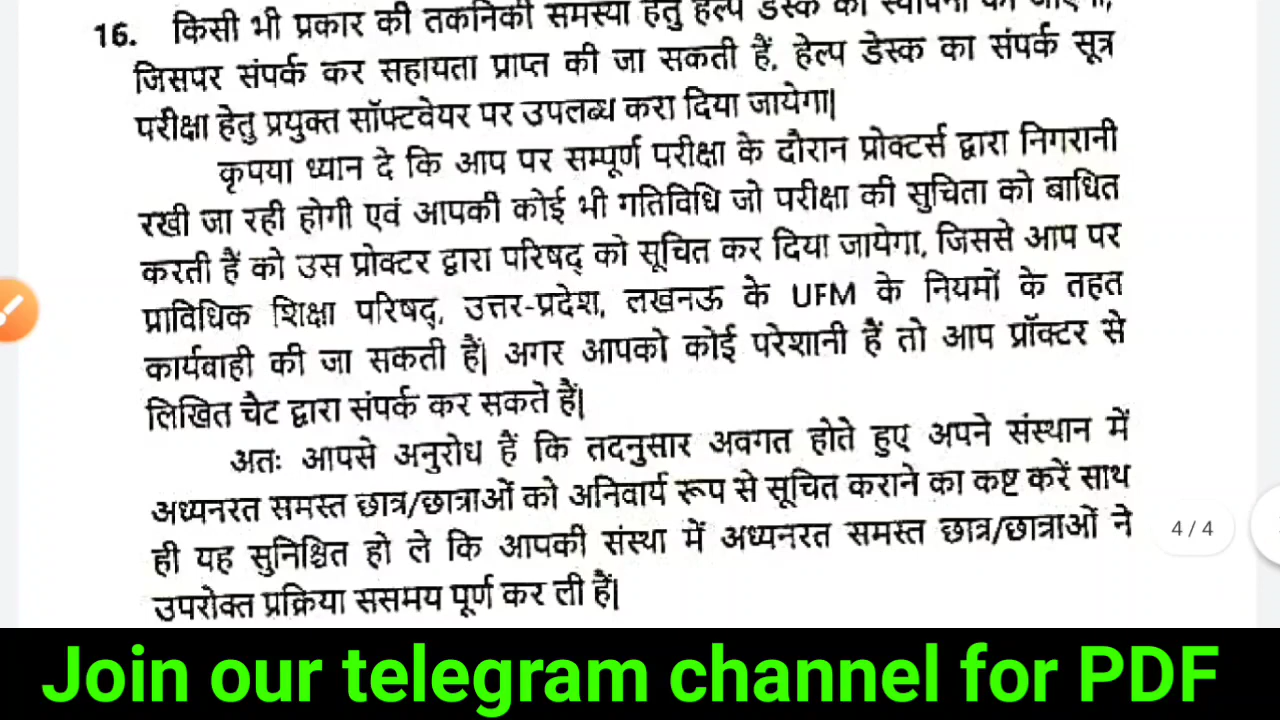 16. किसी भी प्रकार की तकनिकी समस्या हेतु हेल्प डेस्क की स्थापना की जाएगी,
जिसपर संपर्क कर सहायता प्राप्त की जा सकती हैं, हेल्प डेस्क का संपर्क सूत्र
परीक्षा हेतु प्रयुक्त सॉफ्टवेयर पर उपलब्ध करा दिया जायेगा|
कृपया ध्यान दे कि आप पर सम्पूर्ण परीक्षा के दौरान प्रोक्टर्स द्वारा निगरानी
रखी जा रही होगी एवं आपकी कोई भी गतिविधि जो परीक्षा की सुचिता को बाधित
करती हैं को उस प्रोक्टर द्वारा परिषद् को सूचित कर दिया जायेगा, जिससे आप पर
प्राविधिक शिक्षा परिषद्, उत्तर-प्रदेश, लखनऊ के UFM के नियमों के तहत
कार्यवाही की जा सकती हैं| अगर आपको कोई परेशानी हैं तो आप प्रॉक्टर से
लिखित चैट द्वारा संपर्क कर सकते हैं|
अतः आपसे अनुरोध हैं कि तदनुसार अवगत होते हुए अपने संस्थान में
अध्यनरत समस्त छात्र/छात्राओं को अनिवार्य रूप से सूचित कराने का कष्ट करें साथ
ही यह सुनिश्चित हो ले कि आपकी संस्था में अध्यनरत समस्त छात्र/छात्राओं ने
उपरोक्त प्रक्रिया ससमय पूर्ण कर ली हैं|
4 / 4
Join our telegram channel for PDF